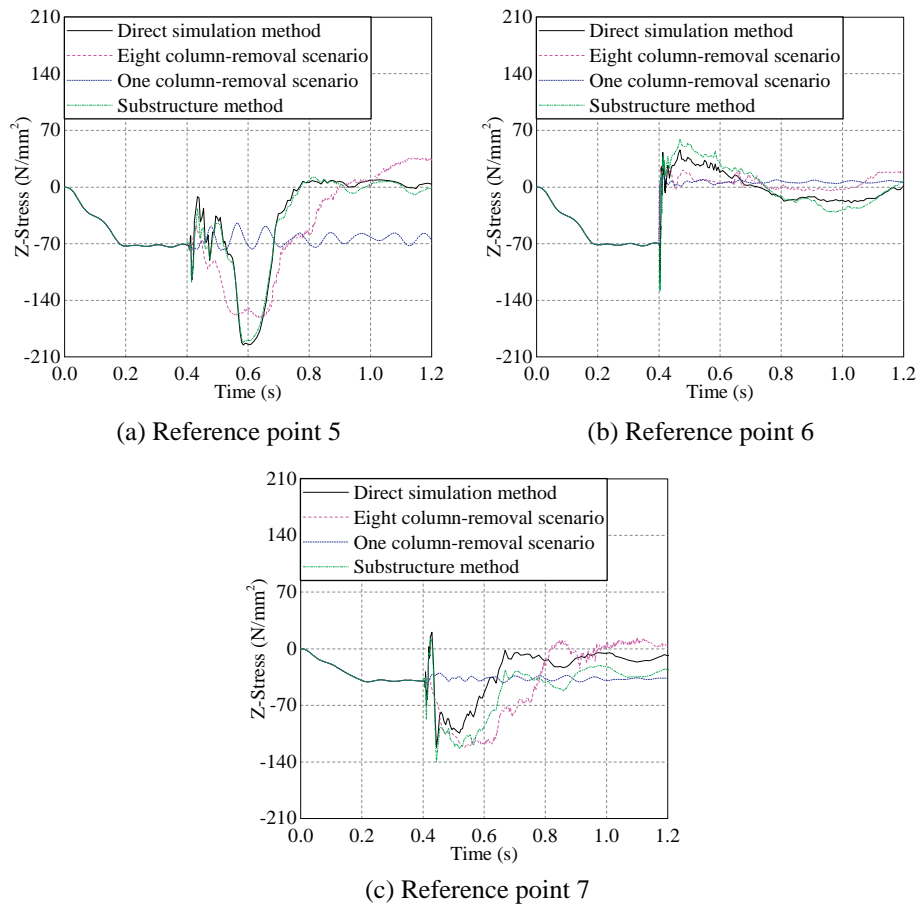 210
140
70
0
-70
-140
-210
Z-Stress (N/mm²)
Direct simulation method
Eight column-removal scenario
One column-removal scenario
Substructure method
0.0 0.2 0.4 0.6 0.8 1.0 1.2
Time (s)
(a) Reference point 5
210
140
70
0
-70
-140
-210
Z-Stress (N/mm²)
Direct simulation method
Eight column-removal scenario
One column-removal scenario
Substructure method
0.0 0.2 0.4 0.6 0.8 1.0 1.2
Time (s)
(b) Reference point 6
210
140
70
0
-70
-140
-210
Z-Stress (N/mm²)
Direct simulation method
Eight column-removal scenario
One column-removal scenario
Substructure method
0.0 0.2 0.4 0.6 0.8 1.0 1.2
Time (s)
(c) Reference point 7